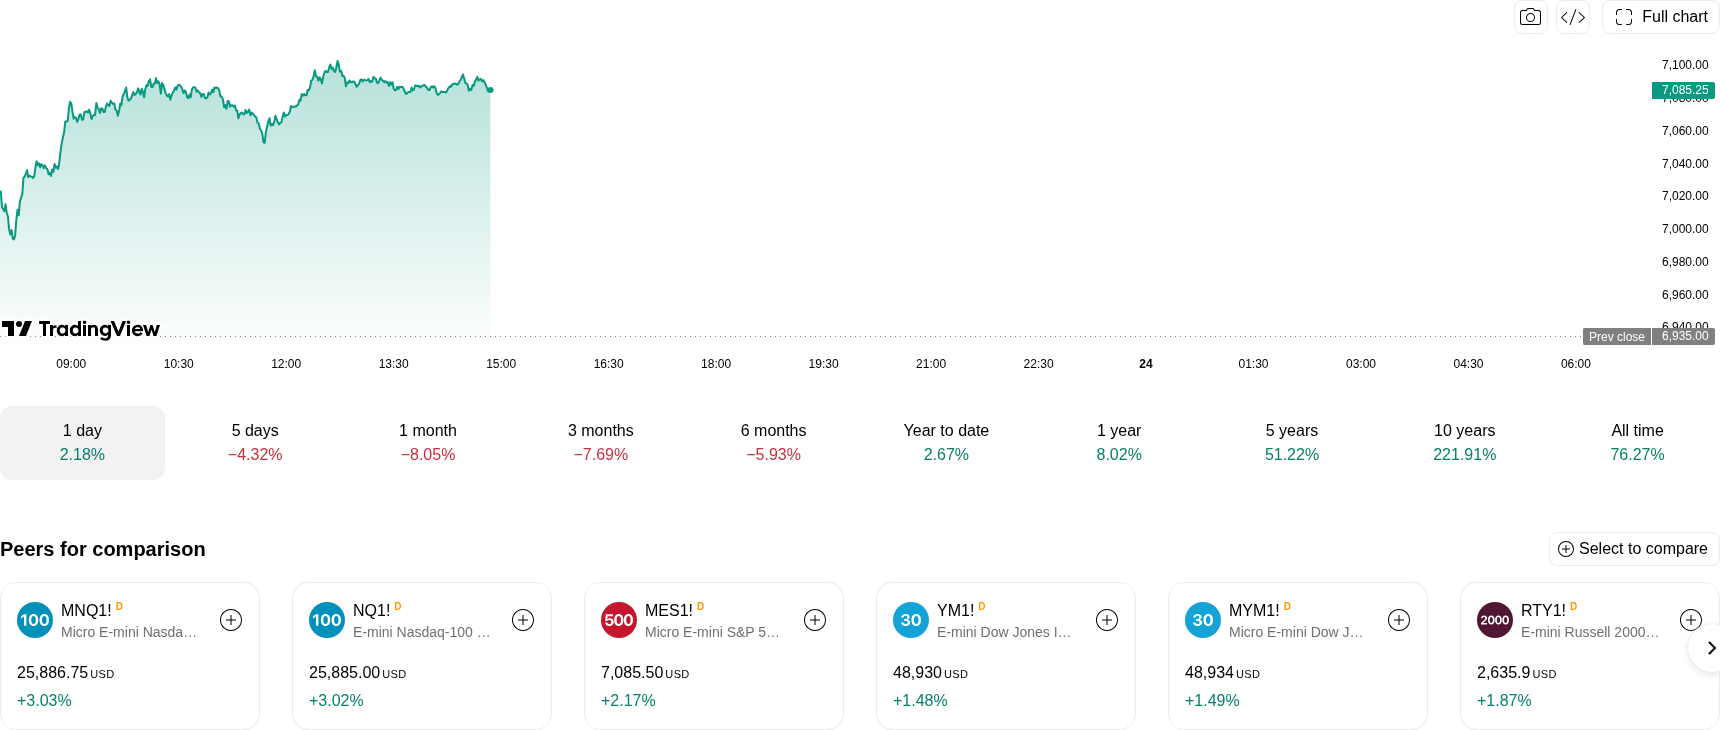 Full chart
7,100.00
7,085.25
7,080.00
7,060.00
7,040.00
7,020.00
7,000.00
6,980.00
6,960.00
6,940.00
Prev close 6,935.00
TradingView
09:00 10:30 12:00 13:30 15:00 16:30 18:00 19:30 21:00 22:30 24 01:30 03:00 04:30 06:00
1 day 5 days 1 month 3 months 6 months Year to date 1 year 5 years 10 years All time
2.18% −4.32% −8.05% −7.69% −5.93% 2.67% 8.02% 51.22% 221.91% 76.27%
Peers for comparison
Select to compare
100 MNQ1! D
Micro E-mini Nasda…
25,886.75 USD
+3.03%
100 NQ1! D
E-mini Nasdaq-100 …
25,885.00 USD
+3.02%
500 MES1! D
Micro E-mini S&P 5…
7,085.50 USD
+2.17%
30 YM1! D
E-mini Dow Jones I…
48,930 USD
+1.48%
30 MYM1! D
Micro E-mini Dow J…
48,934 USD
+1.49%
2000 RTY1! D
E-mini Russell 2000…
2,635.9 USD
+1.87%